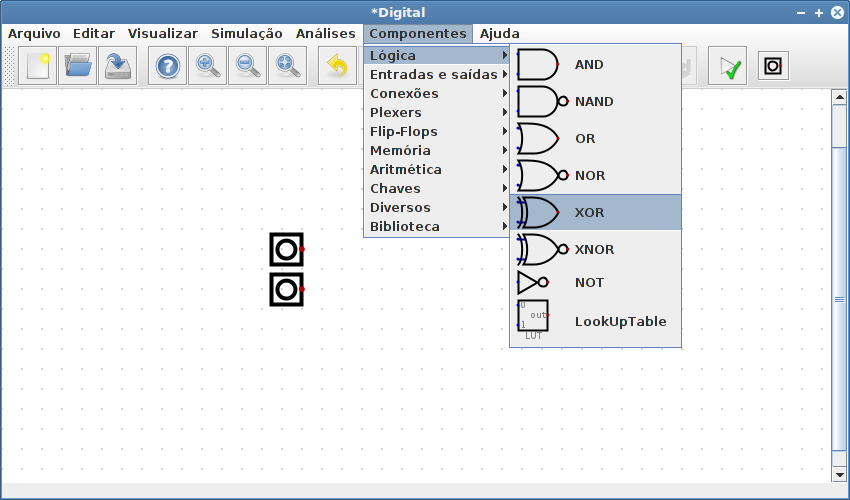 *Digital
Arquivo Editar Visualizar Simulação Análises Componentes Ajuda
Lógica
Entradas e saídas
Conexões
Plexers
Flip-Flops
Memória
Aritmética
Chaves
Diversos
Biblioteca
AND
NAND
OR
NOR
XOR
XNOR
NOT
0
out
1
LUT
LookUpTable